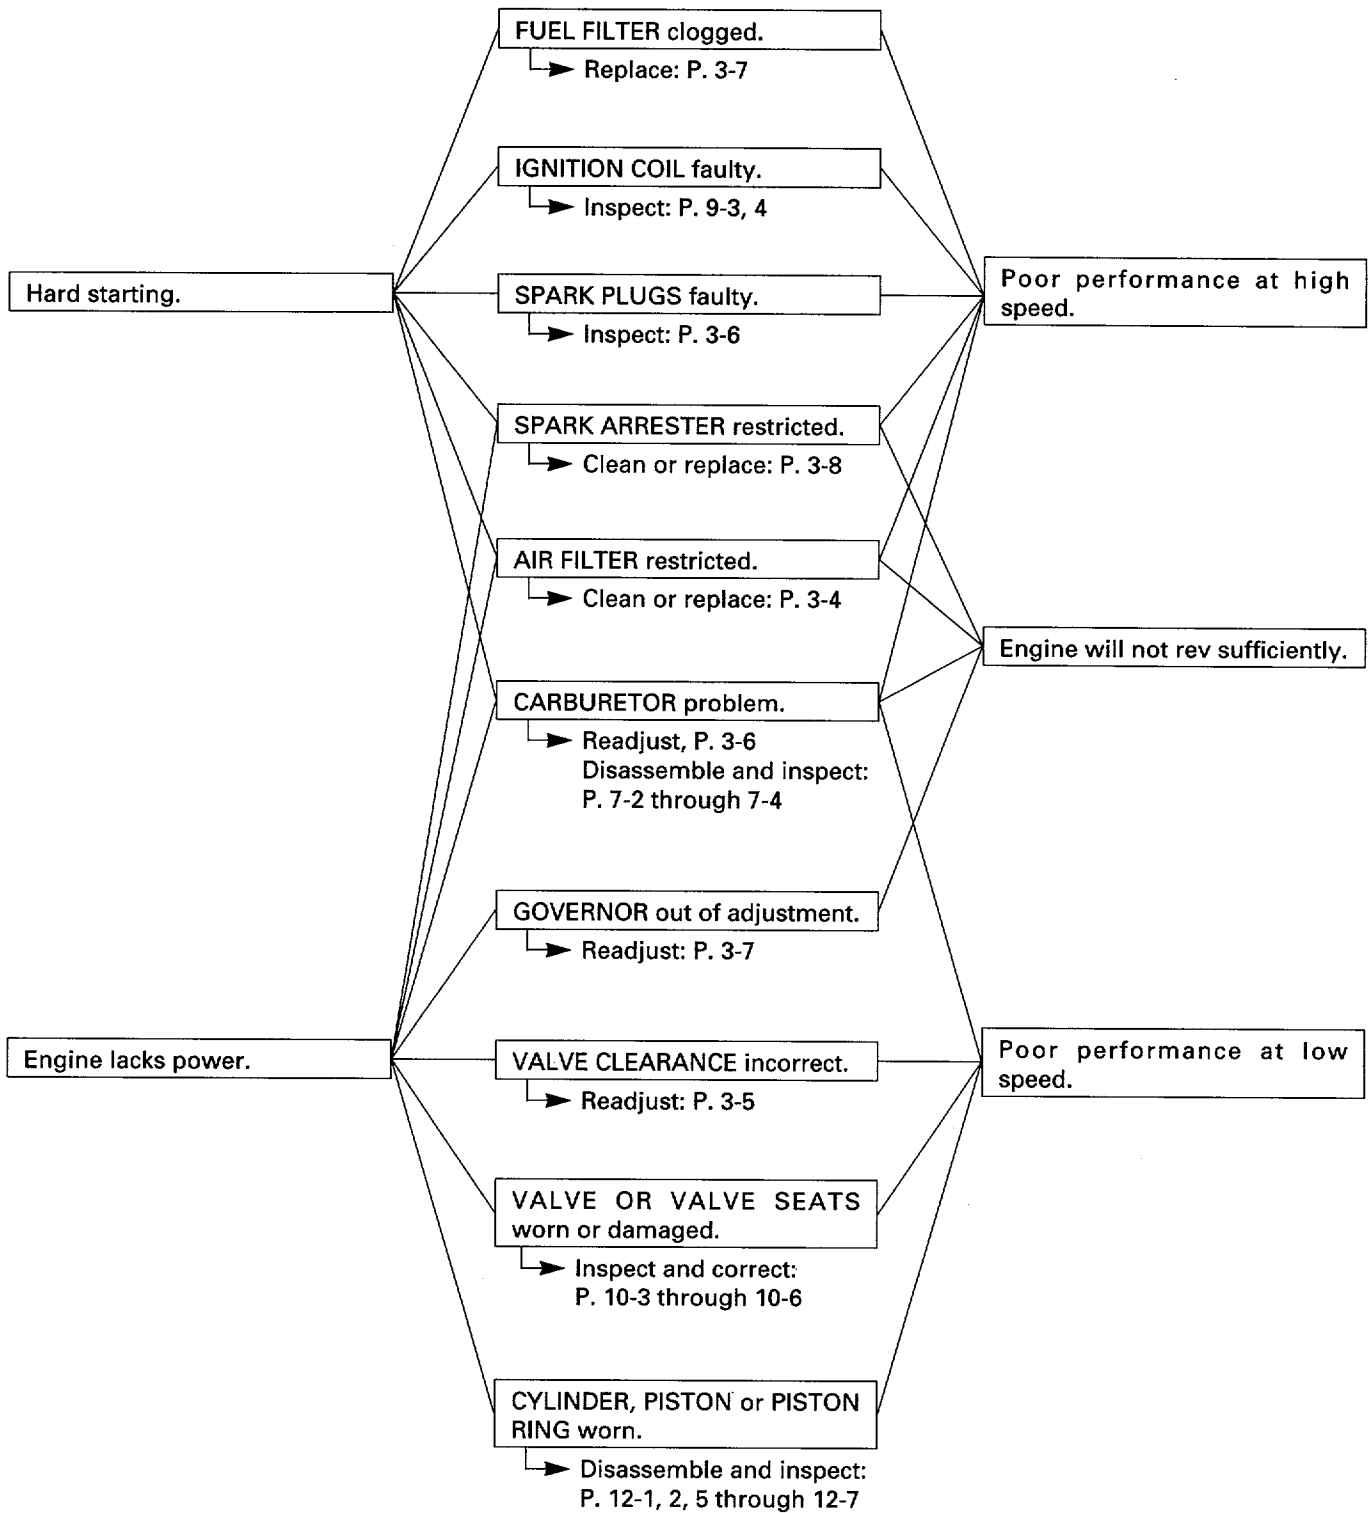 FUEL FILTER clogged.
Replace: P. 3-7
IGNITION COIL faulty.
Inspect: P. 9-3, 4
Hard starting.
SPARK PLUGS faulty.
Inspect: P. 3-6
Poor performance at high
speed.
SPARK ARRESTER restricted.
Clean or replace: P. 3-8
AIR FILTER restricted.
Clean or replace: P. 3-4
Engine will not rev sufficiently.
CARBURETOR problem.
Readjust, P. 3-6
Disassemble and inspect:
P. 7-2 through 7-4
GOVERNOR out of adjustment.
Readjust: P. 3-7
Engine lacks power.
VALVE CLEARANCE incorrect.
Readjust: P. 3-5
Poor performance at low
speed.
VALVE OR VALVE SEATS
worn or damaged.
Inspect and correct:
P. 10-3 through 10-6
CYLINDER, PISTON or PISTON
RING worn.
Disassemble and inspect:
P. 12-1, 2, 5 through 12-7